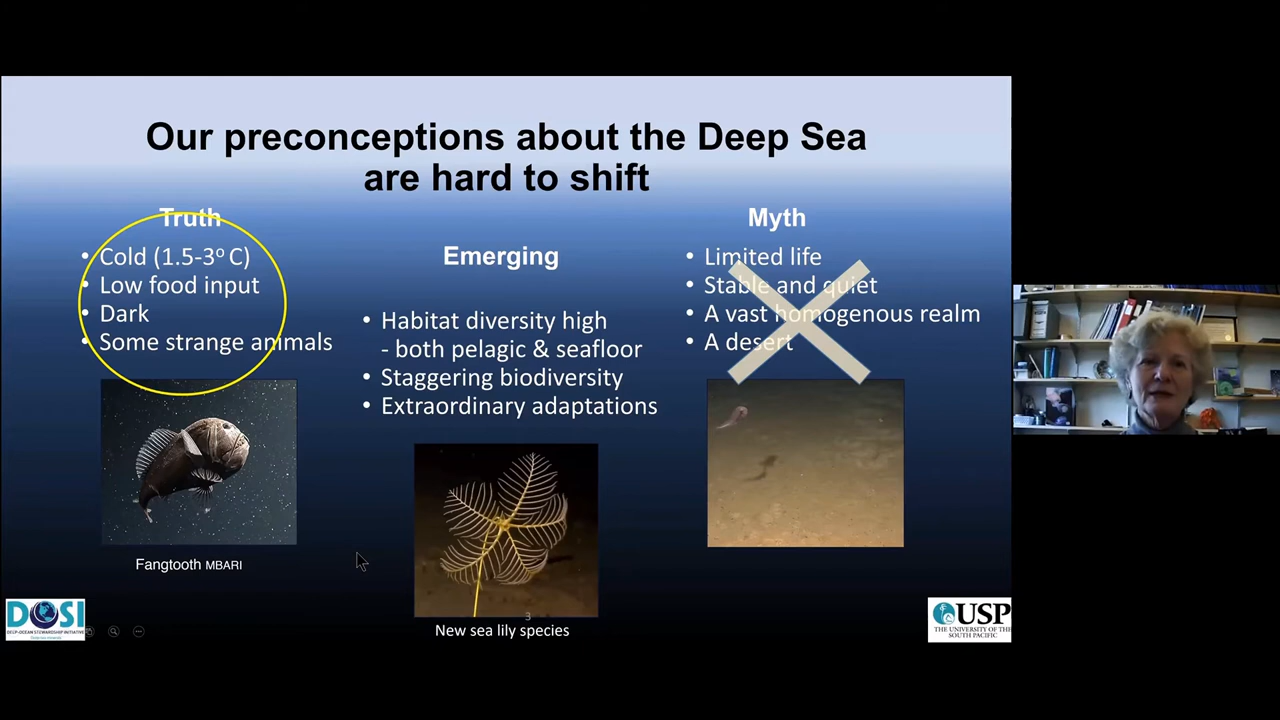 Our preconceptions about the Deep Sea
are hard to shift
Truth
• Cold (1.5-3º C)
• Low food input
• Dark
• Some strange animals
Fangtooth MBARI
Emerging
• Habitat diversity high
- both pelagic & seafloor
• Staggering biodiversity
• Extraordinary adaptations
3
New sea lily species
Myth
• Limited life
• Stable and quiet
• A vast homogenous realm
• A desert
DOSI
DEEP-OCEAN STEWARDSHIP INITIATIVE
USP
THE UNIVERSITY OF THE
SOUTH PACIFIC